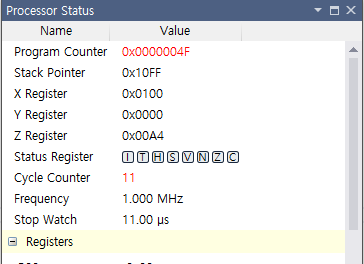 Processor Status
Name Value
Program Counter 0x0000004F
Stack Pointer 0x10FF
X Register 0x0100
Y Register 0x0000
Z Register 0x00A4
Status Register I T H S V N Z C
Cycle Counter 11
Frequency 1.000 MHz
Stop Watch 11.00 µs
Registers